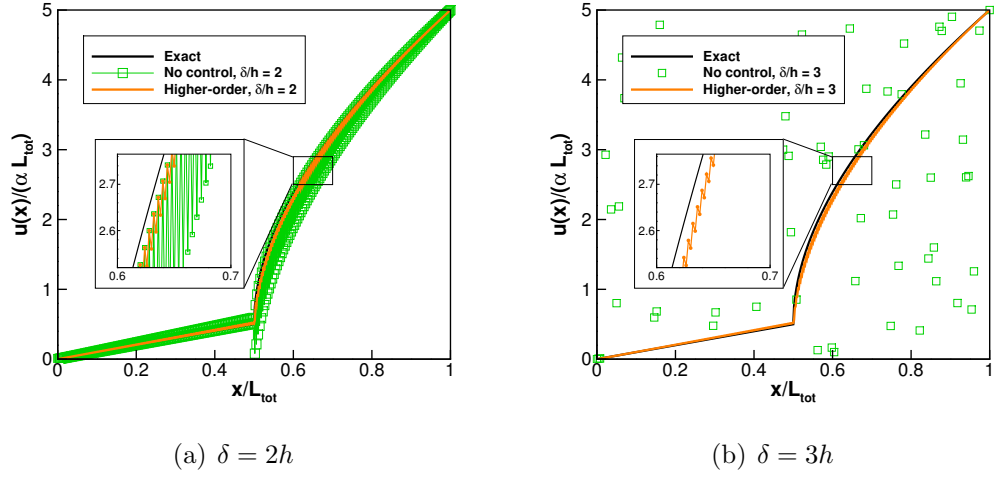 5
4
3
2
1
0
u(x)/(α L_tot)
Exact
No control, δ/h = 2
Higher-order, δ/h = 2
2.7
2.6
0.6
0.7
0
0.2
0.4
0.6
0.8
1
x/L_tot
(a) δ = 2h
5
4
3
2
1
0
u(x)/(α L_tot)
Exact
No control, δ/h = 3
Higher-order, δ/h = 3
2.7
2.6
0.6
0.7
0
0.2
0.4
0.6
0.8
1
x/L_tot
(b) δ = 3h